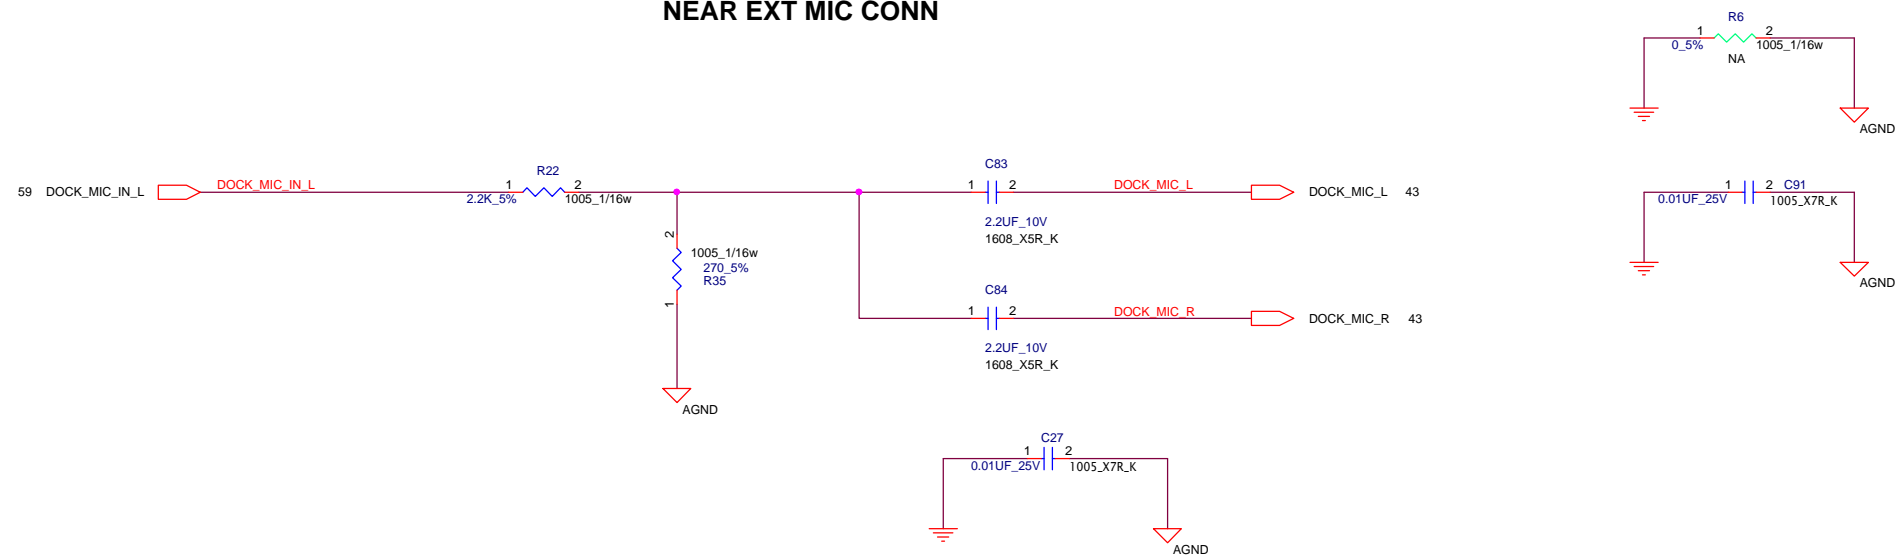 NEAR EXT MIC CONN
R6
1 2
0_5% 1005_1/16w
NA
AGND
59 DOCK_MIC_IN_L
DOCK_MIC_IN_L
R22
1 2
2.2K_5% 1005_1/16w
C83
1 2
2.2UF_10V
1608_X5R_K
DOCK_MIC_L
DOCK_MIC_L 43
1 2 C91
0.01UF_25V 1005_X7R_K
AGND
2
1005_1/16w
270_5%
R35
1
AGND
C84
1 2
2.2UF_10V
1608_X5R_K
DOCK_MIC_R
DOCK_MIC_R 43
C27
1 2
0.01UF_25V 1005_X7R_K
AGND